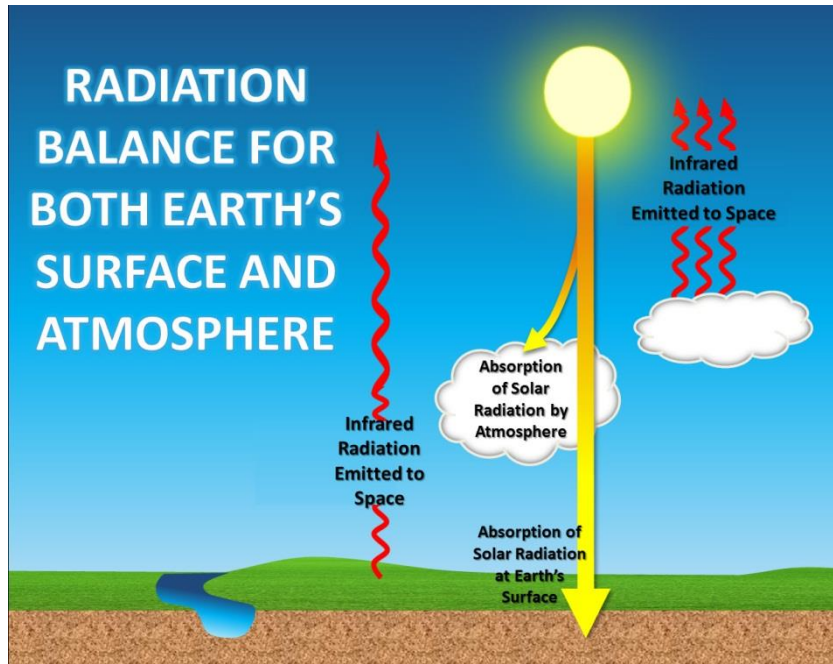 RADIATION
BALANCE FOR
BOTH EARTH'S
SURFACE AND
ATMOSPHERE
Infrared
Radiation
Emitted to Space
Absorption
of Solar
Radiation by
Atmosphere
Infrared
Radiation
Emitted to
Space
Absorption of
Solar Radiation
at Earth's
Surface